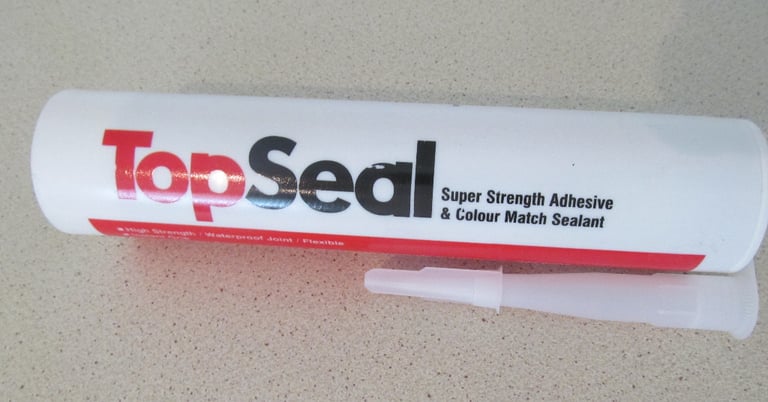 TopSeal
Super Strength Adhesive
& Colour Match Sealant
High Strength / Waterproof Joint / Flexible